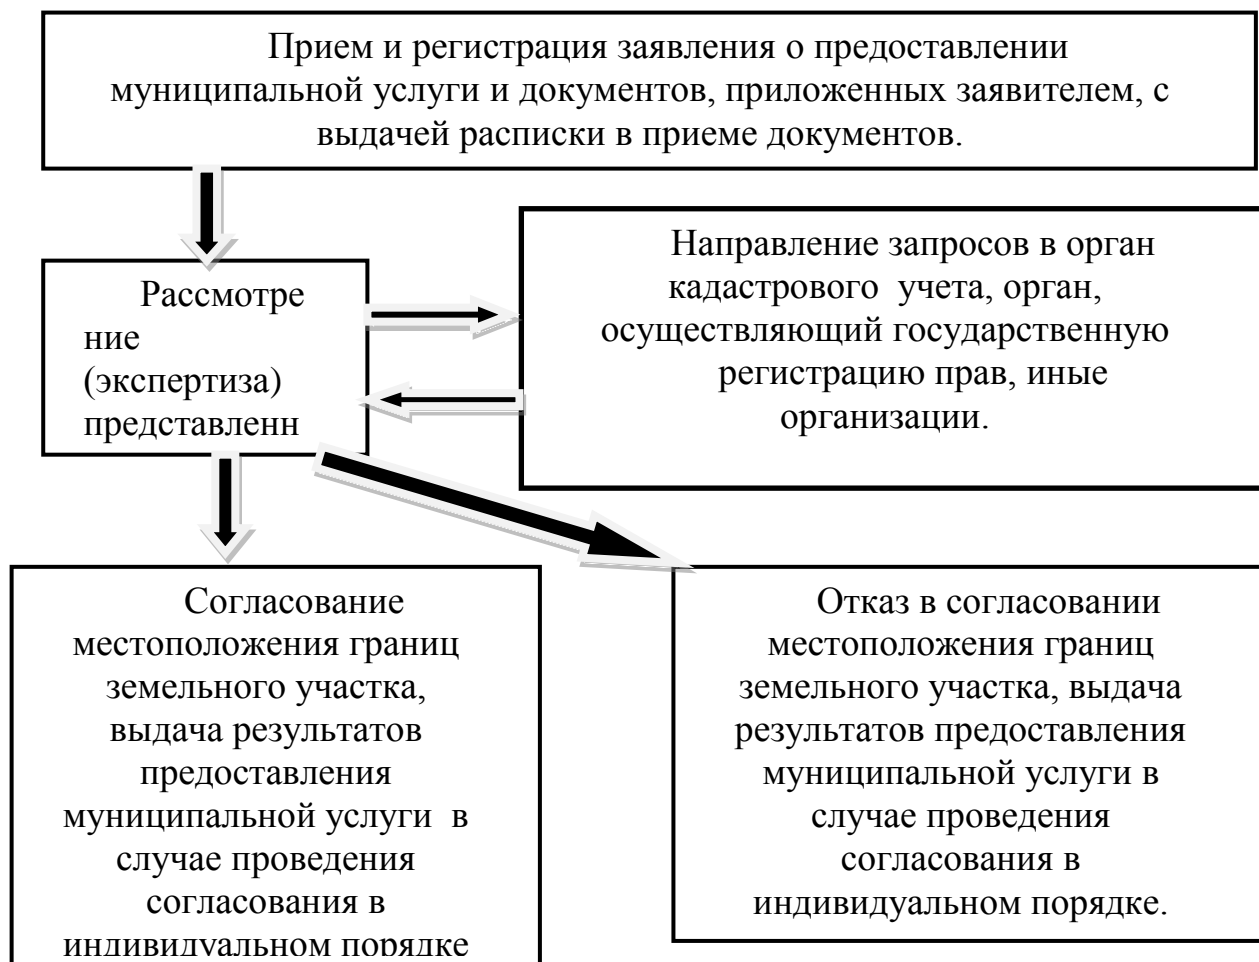 Прием и регистрация заявления о предоставлении
муниципальной услуги и документов, приложенных заявителем, с
выдачей расписки в приеме документов.
Направление запросов в орган
кадастрового учета, орган,
осуществляющий государственную
регистрацию прав, иные
организации.
Рассмотре
ние
(экспертиза)
представленн
Согласование
местоположения границ
земельного участка,
выдача результатов
предоставления
муниципальной услуги в
случае проведения
согласования в
индивидуальном порядке
Отказ в согласовании
местоположения границ
земельного участка, выдача
результатов предоставления
муниципальной услуги в
случае проведения
согласования в
индивидуальном порядке.